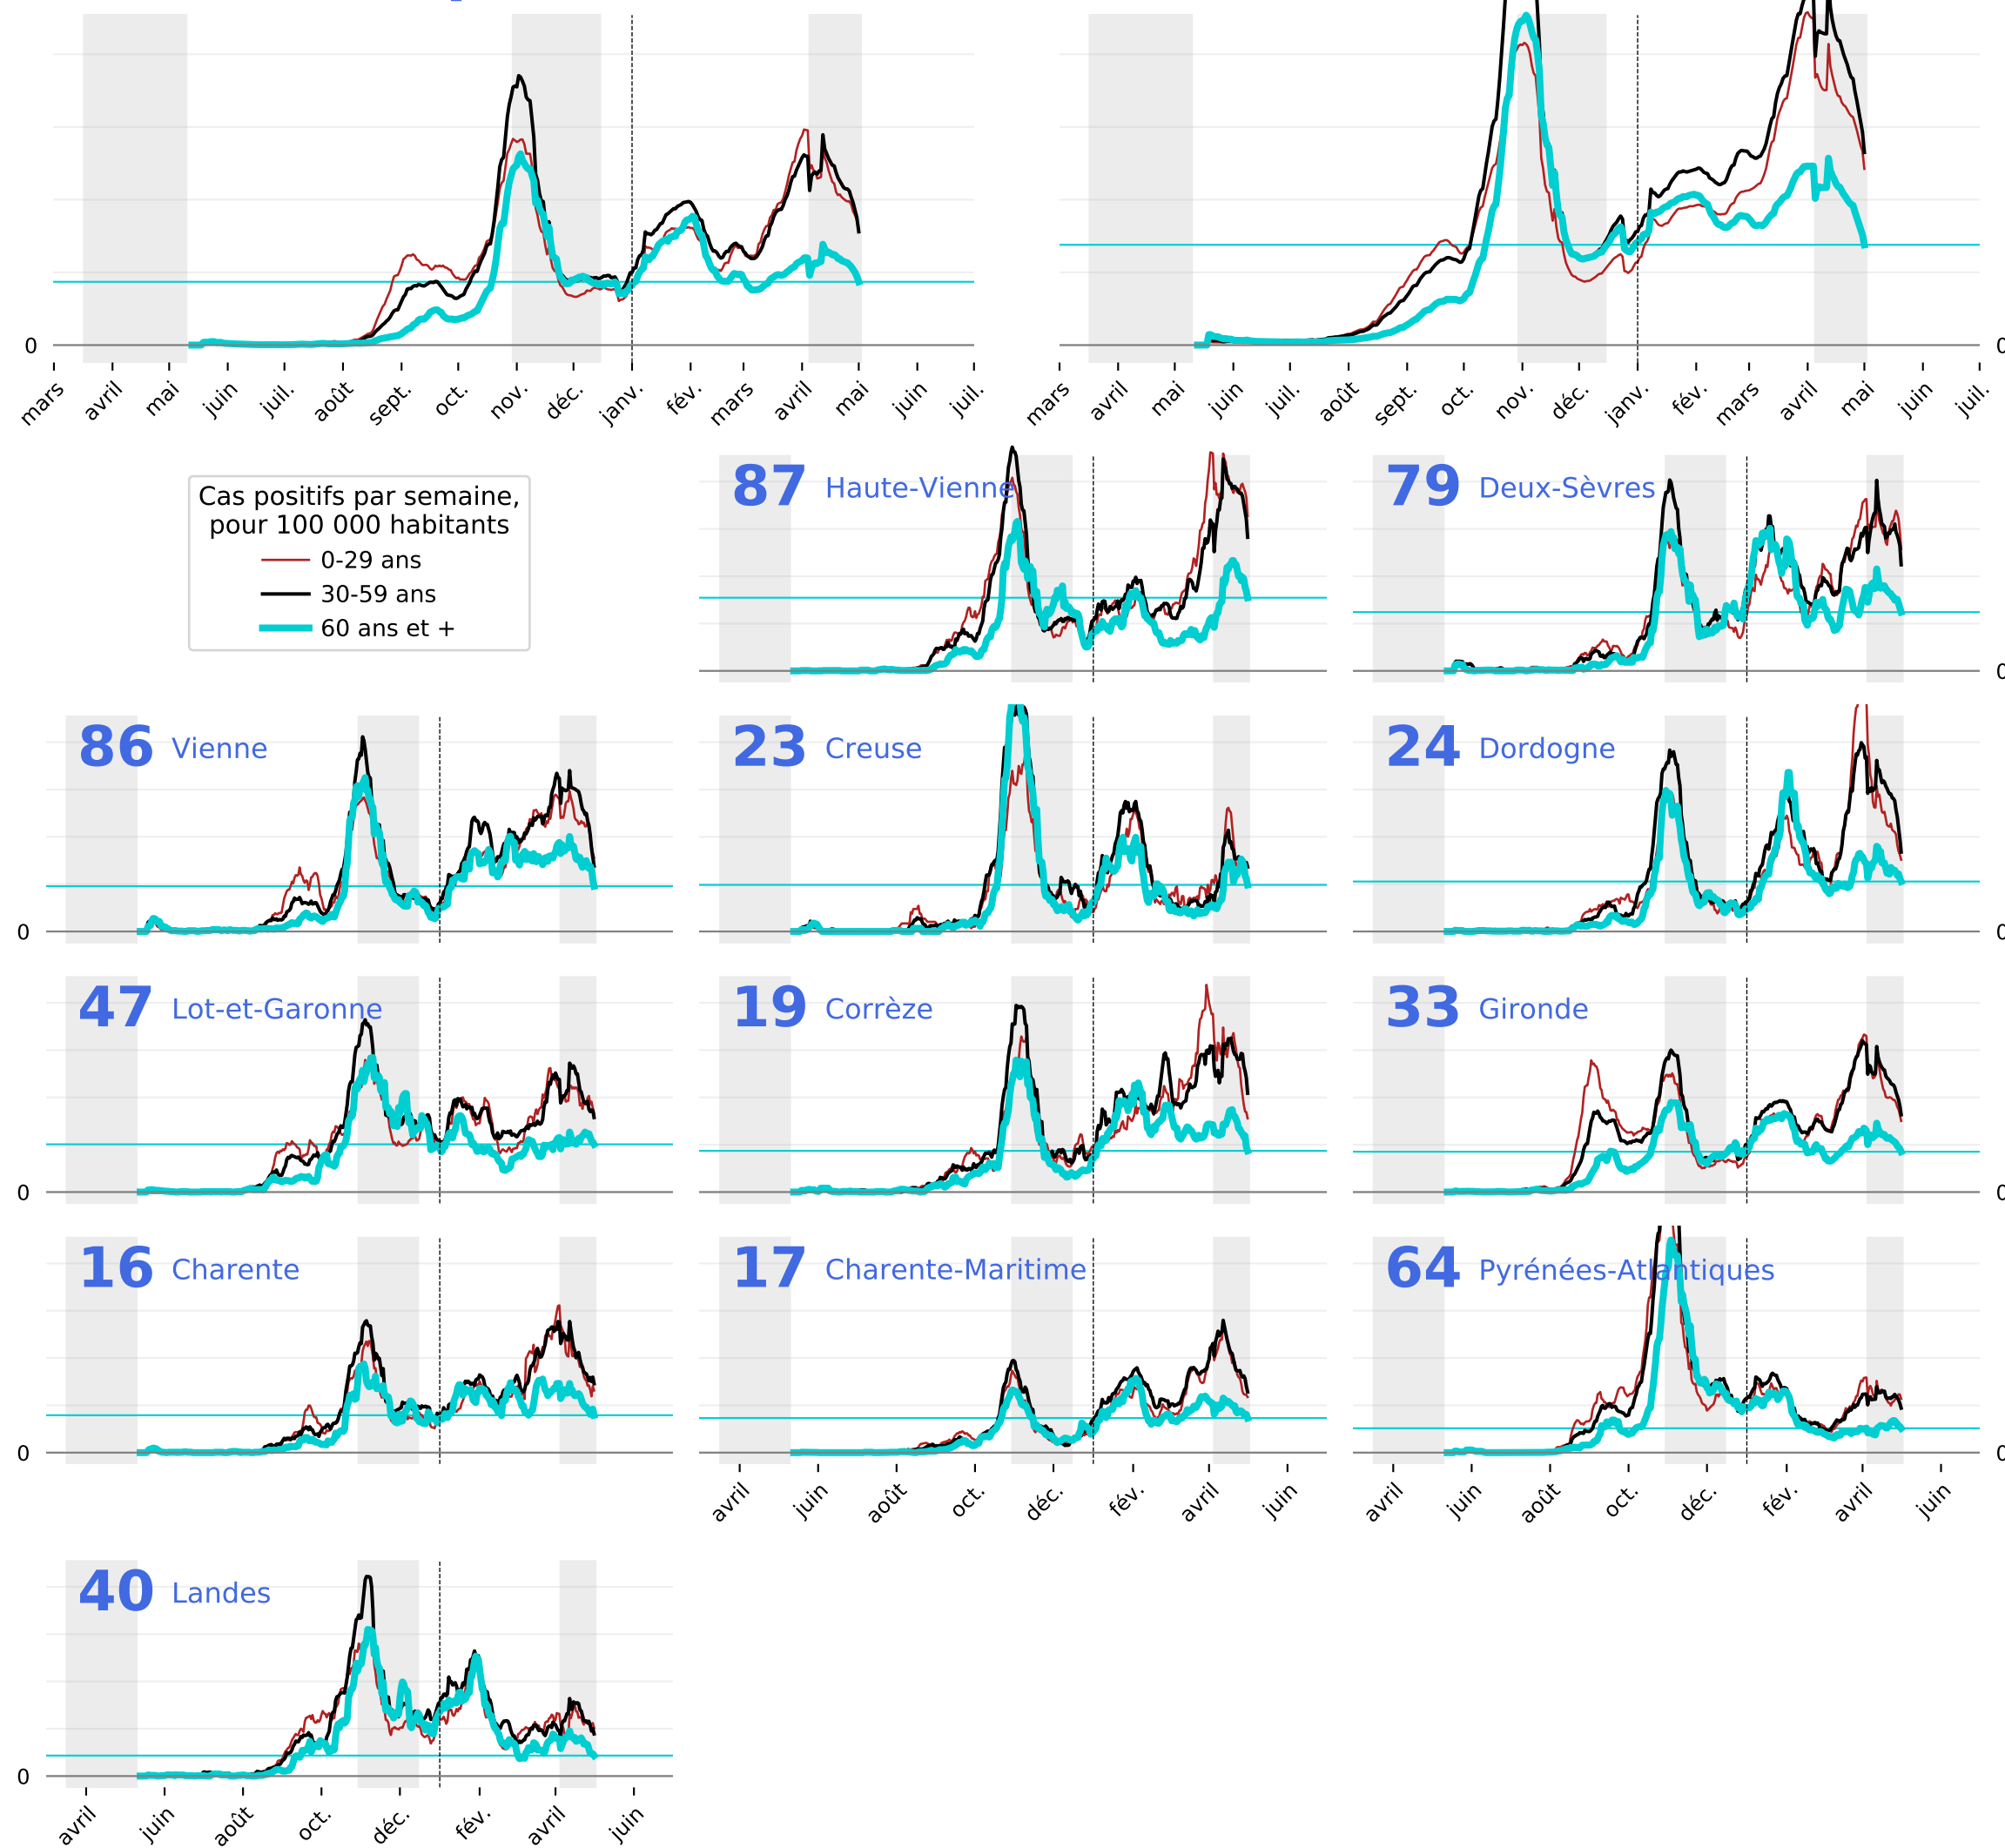 0
0
mars avril mai juin juil. août sept. oct. nov. déc. janv. fév. mars avril mai juin juil.
mars avril mai juin juil. août sept. oct. nov. déc. janv. fév. mars avril mai juin juil.
Cas positifs par semaine,
pour 100 000 habitants
0-29 ans
30-59 ans
60 ans et +
87 Haute-Vienne
79 Deux-Sèvres
0
86 Vienne
23 Creuse
24 Dordogne
0
0
47 Lot-et-Garonne
19 Corrèze
33 Gironde
0
0
16 Charente
17 Charente-Maritime
64 Pyrénées-Atlantiques
0
0
avril juin août oct. déc. fév. avril juin
avril juin août oct. déc. fév. avril juin
40 Landes
0
avril juin août oct. déc. fév. avril juin